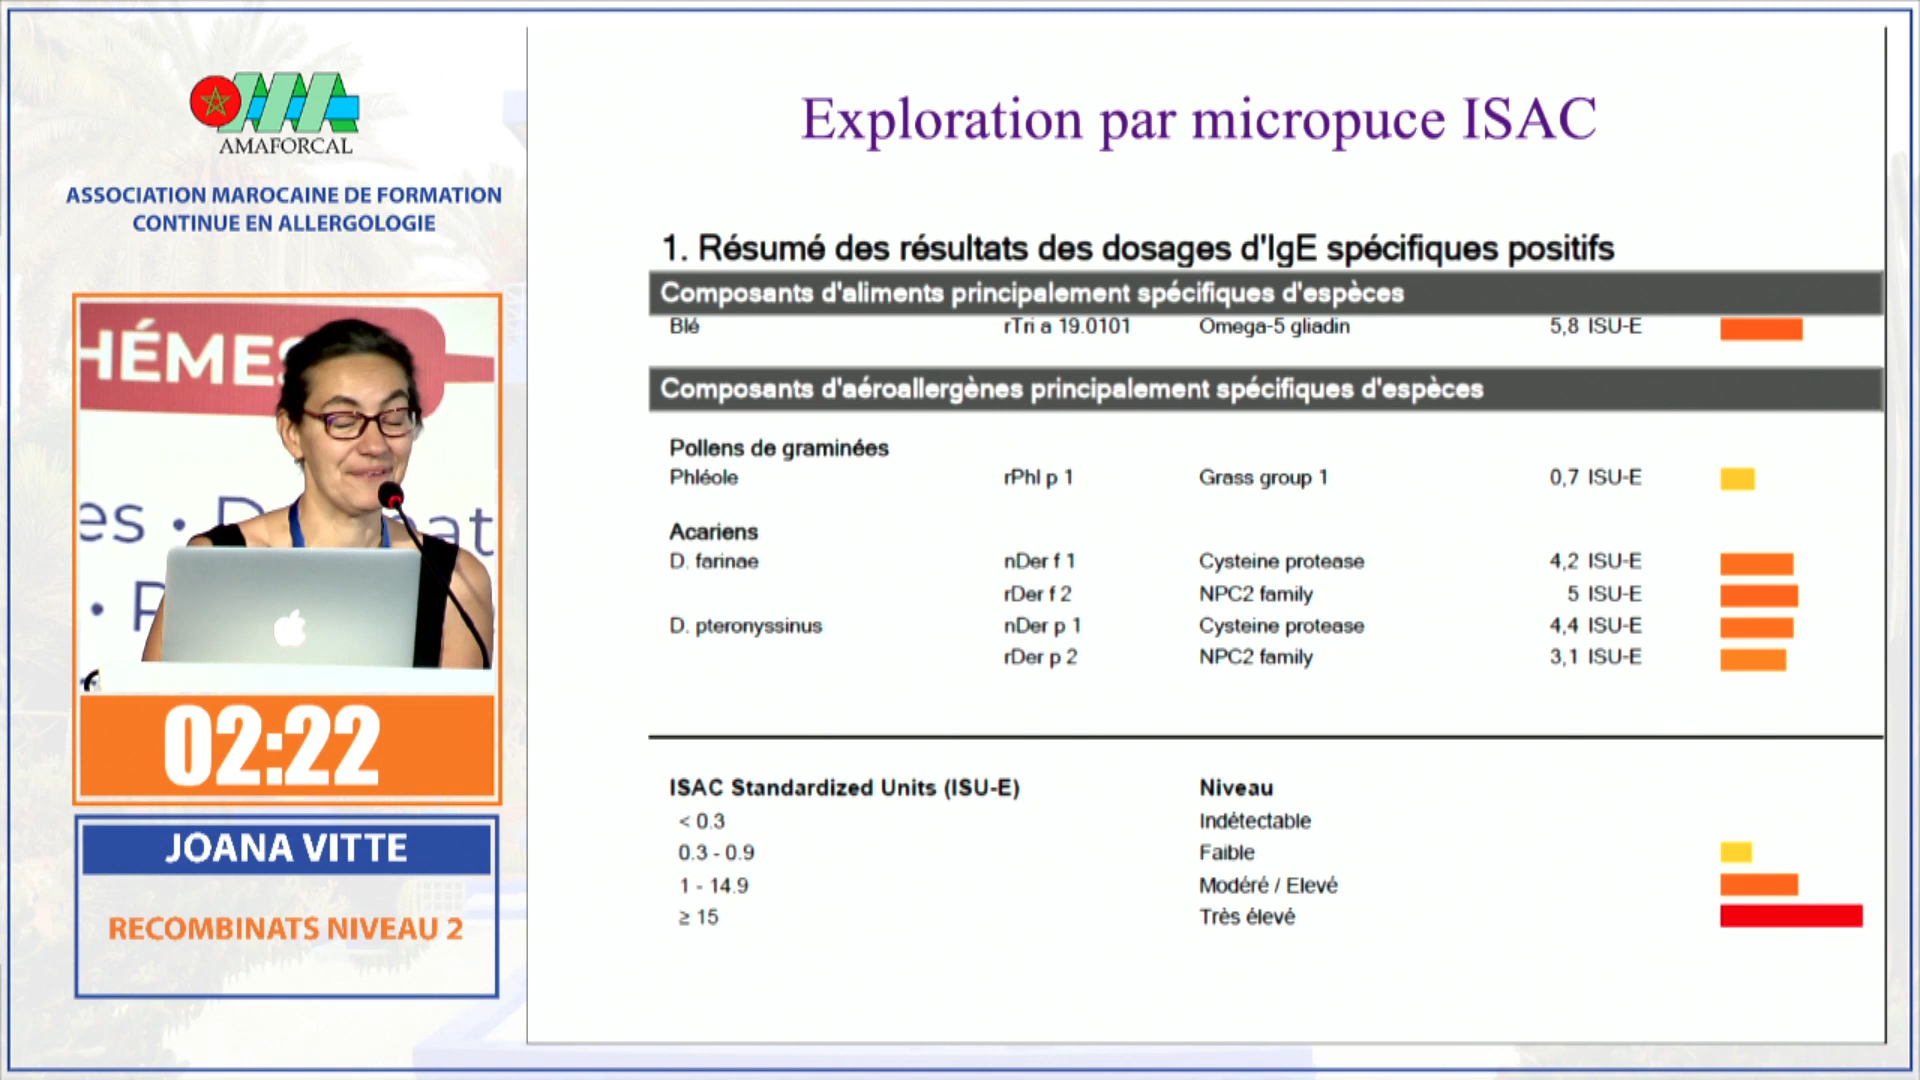 AMAFORCAL
ASSOCIATION MAROCAINE DE FORMATION
CONTINUE EN ALLERGOLOGIE
HÉMES
es • D
at
• P
02:22
JOANA VITTE
RECOMBINATS NIVEAU 2
Exploration par micropuce ISAC
1. Résumé des résultats des dosages d'IgE spécifiques positifs
Composants d'aliments principalement spécifiques d'espèces
Blé rTri a 19.0101 Omega-5 gliadin 5,8 ISU-E
Composants d'aéroallergènes principalement spécifiques d'espèces
Pollens de graminées
Phléole rPhl p 1 Grass group 1 0,7 ISU-E
Acariens
D. farinae nDer f 1 Cysteine protease 4,2 ISU-E
rDer f 2 NPC2 family 5 ISU-E
D. pteronyssinus nDer p 1 Cysteine protease 4,4 ISU-E
rDer p 2 NPC2 family 3,1 ISU-E
ISAC Standardized Units (ISU-E) Niveau
< 0.3 Indétectable
0.3 - 0.9 Faible
1 - 14.9 Modéré / Elevé
≥ 15 Très élevé